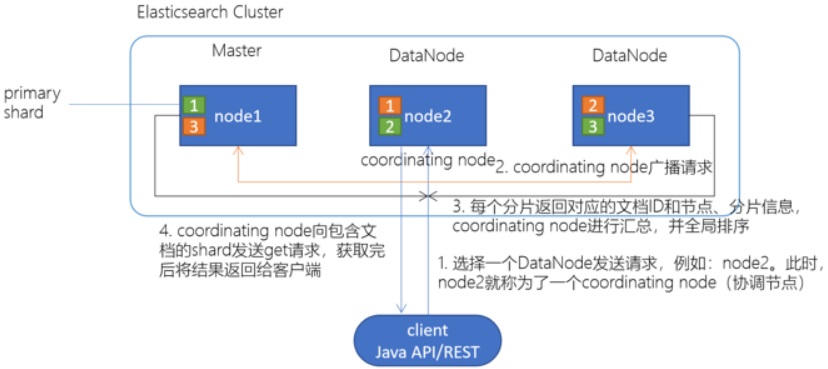 Elasticsearch Cluster
Master
DataNode
DataNode
primary
shard
1
3
node1
1
2
node2
2
3
node3
coordinating node
2. coordinating node广播请求
3. 每个分片返回对应的文档ID和节点、分片信息，
coordinating node进行汇总，并全局排序
4. coordinating node向包含文
档的shard发送get请求，获取完
后将结果返回给客户端
1. 选择一个DataNode发送请求，例如：node2。此时，
node2就称为了一个coordinating node（协调节点）
client
Java API/REST